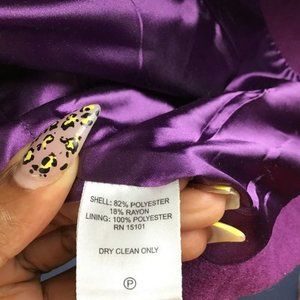 SHELL: 82% POLYESTER
18% RAYON
LINING: 100% POLYESTER
RN 15101
DRY CLEAN ONLY
P